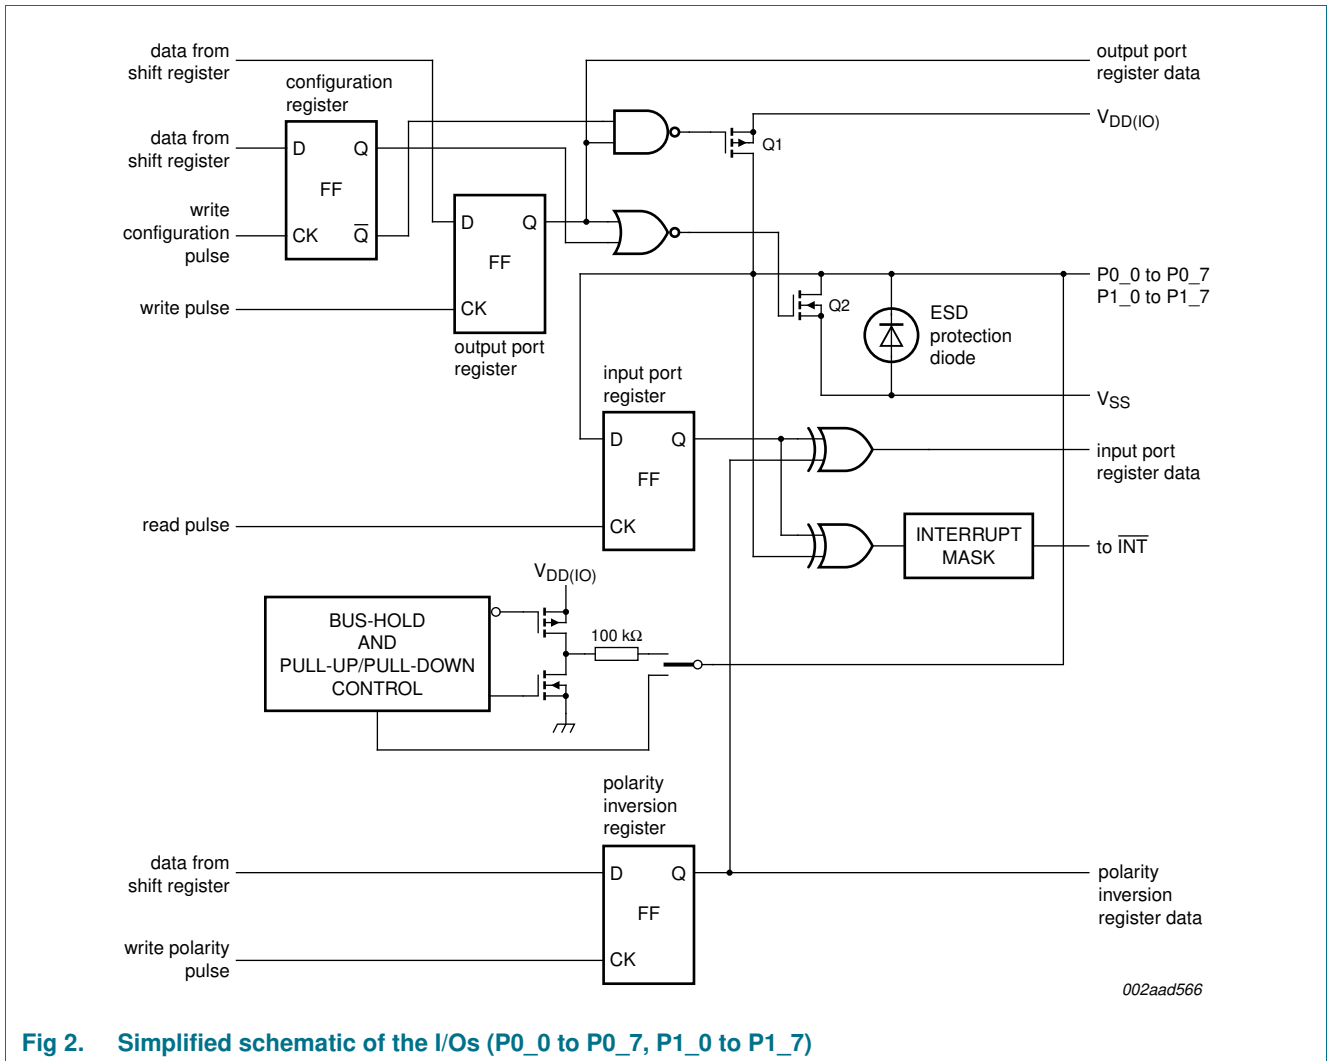 data from
shift register
output port
register data
configuration
register
V_DD(IO)
data from
shift register
D
Q
FF
CK
Q̅
Q1
write
configuration
pulse
D
Q
FF
CK
write pulse
output port
register
P0_0 to P0_7
P1_0 to P1_7
Q2
ESD
protection
diode
V_SS
input port
register
D
Q
FF
CK
input port
register data
read pulse
INTERRUPT
MASK
to I̅N̅T̅
V_DD(IO)
BUS-HOLD
AND
PULL-UP/PULL-DOWN
CONTROL
100 kΩ
polarity
inversion
register
data from
shift register
D
Q
FF
CK
polarity
inversion
register data
write polarity
pulse
002aad566
Fig 2. Simplified schematic of the I/Os (P0_0 to P0_7, P1_0 to P1_7)